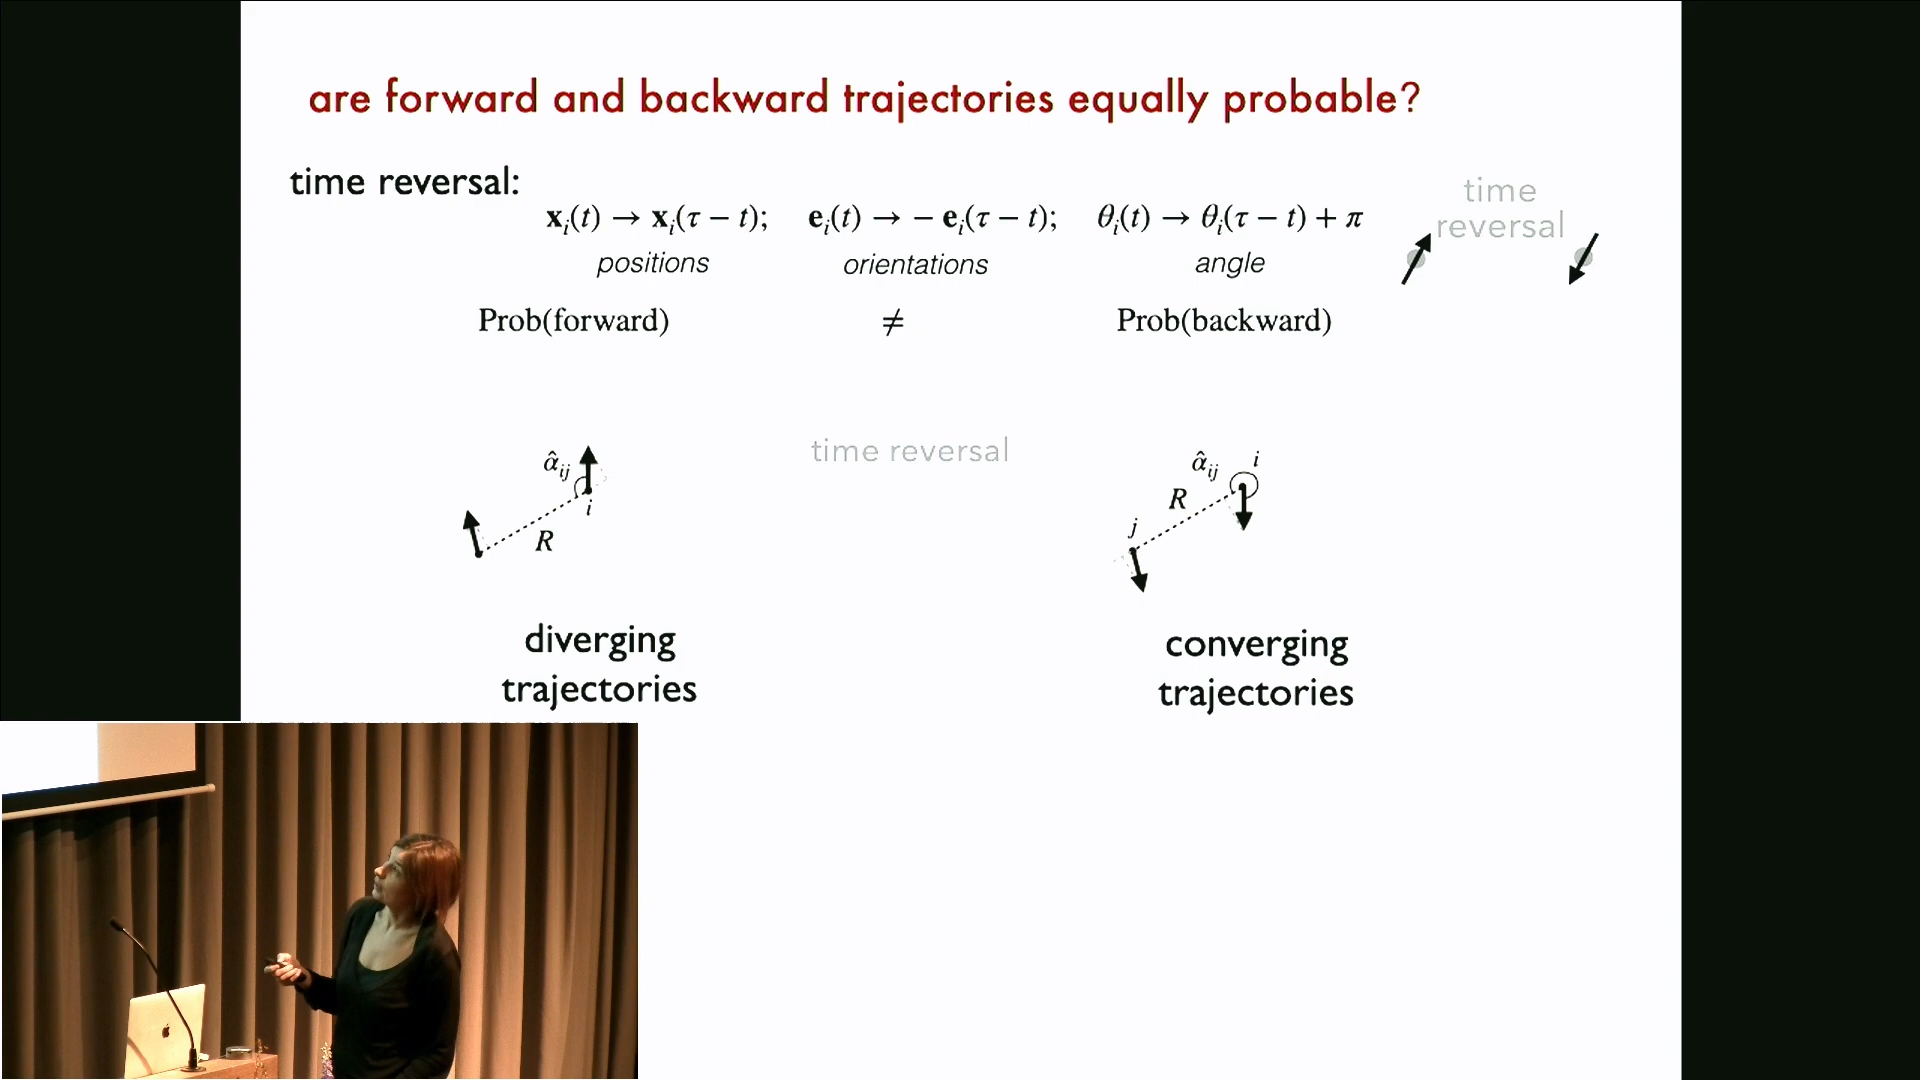 are forward and backward trajectories equally probable?
time reversal:
𝐱ᵢ(t) → 𝐱ᵢ(τ − t); 𝐞ᵢ(t) → − 𝐞ᵢ(τ − t); θᵢ(t) → θᵢ(τ − t) + π
positions orientations angle
time
reversal
Prob(forward) ≠ Prob(backward)
time reversal
α̂ᵢⱼ
i
R
α̂ᵢⱼ
i
R
j
diverging
trajectories
converging
trajectories